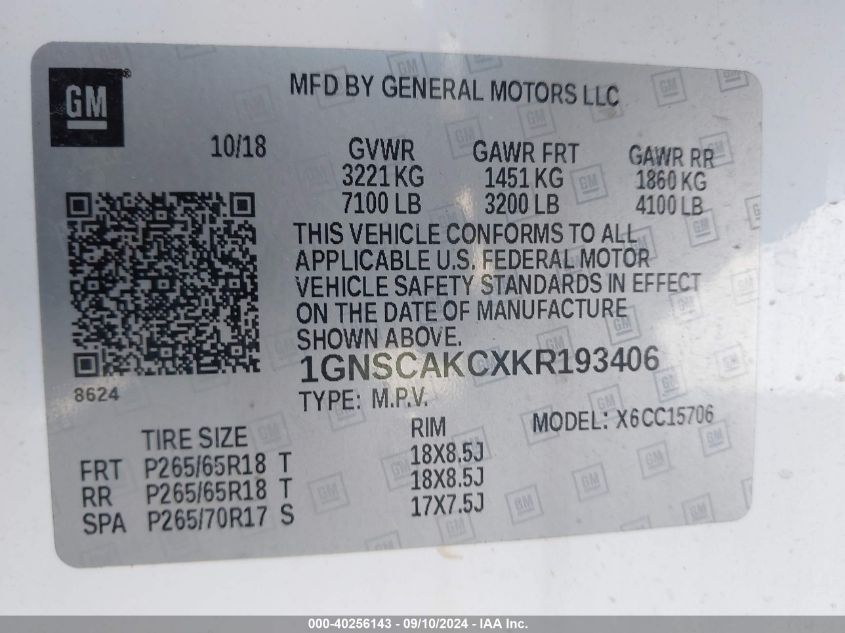 GM®
MFD BY GENERAL MOTORS LLC
10/18 GVWR GAWR FRT GAWR RR
3221 KG 1451 KG 1860 KG
7100 LB 3200 LB 4100 LB
THIS VEHICLE CONFORMS TO ALL
APPLICABLE U.S. FEDERAL MOTOR
VEHICLE SAFETY STANDARDS IN EFFECT
ON THE DATE OF MANUFACTURE
SHOWN ABOVE.
1GNSCAKCXKR193406
8624
TYPE: M.P.V. MODEL: X6CC15706
TIRE SIZE RIM
FRT P265/65R18 T 18X8.5J
RR P265/65R18 T 18X8.5J
SPA P265/70R17 S 17X7.5J
000-40256143 - 09/10/2024 - IAA Inc.